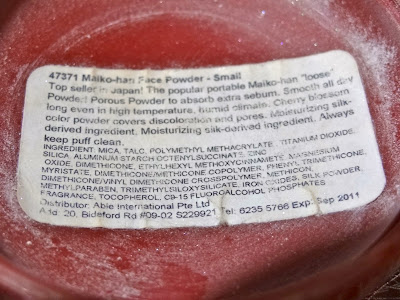 47371 Maiko-han Face Powder - Small
Top seller in Japan! The popular portable Maiko-han "loose"
Powder! Porous Powder to absorb extra sebum. Smooth all day
long even in high temperature, humid climate. Cherry blossom
color powder covers discoloration and pores. Moisturizing silk-
derived ingredient. Moisturizing silk-derived ingredient. Always
keep puff clean.
INGREDIENT: MICA, TALC, POLYMETHYL METHACRYLATE, TITANIUM DIOXIDE,
SILICA, ALUMINUM STARCH OCTENYLSUCCINATE, ZINC
OXIDE, DIMETHICONE, ETHYLHEXYL METHOXYCINNAMATE, MAGNESIUM
MYRISTATE, DIMETHICONE/METHICONE COPOLYMER, PHENYL TRIMETHICONE,
DIMETHICONE/VINYL DIMETHICONE CROSSPOLYMER, METHICON,
METHYLPARABEN, TRIMETHYLSILOXYSILICATE, IRON OXIDES, SILK POWDER,
FRAGRANCE, TOCOPHEROL, C9-15 FLUOROALCOHOL PHOSPHATES
Distributor: Able International Pte Ltd
Add: 20, Bideford Rd #09-02 S229921 Tel: 6235 5766 Exp. Sep 2011